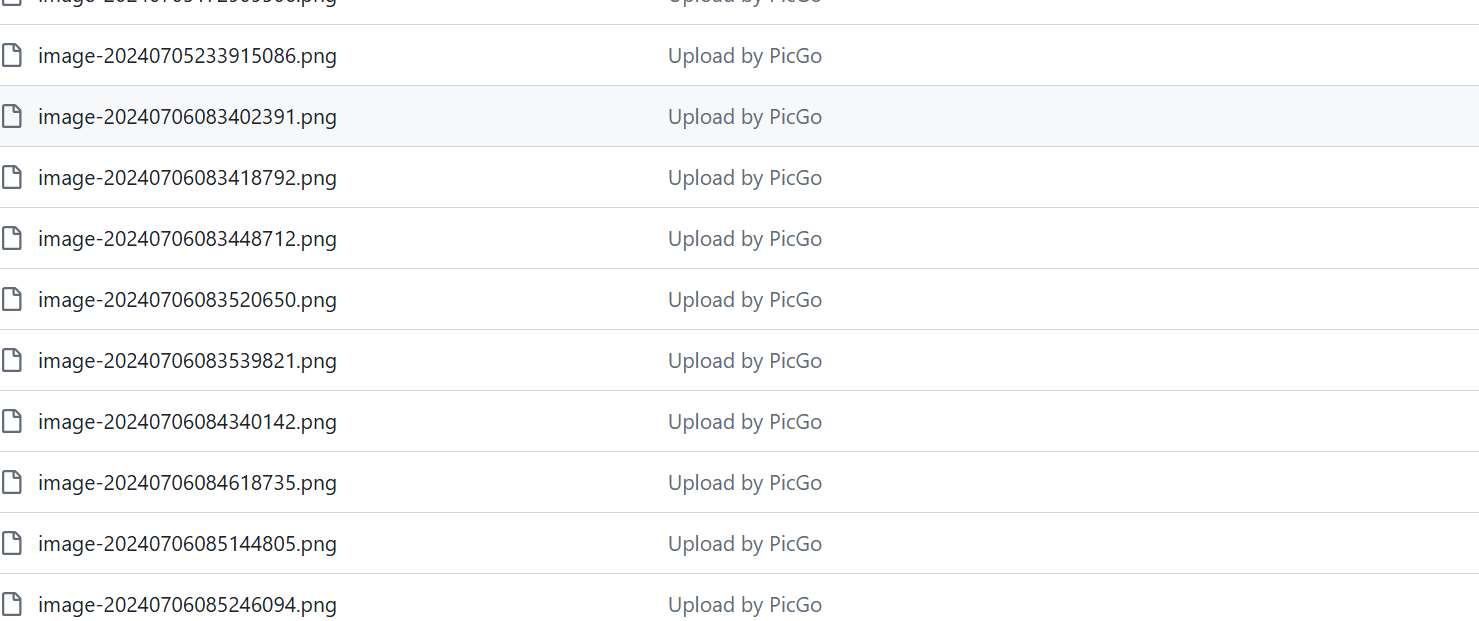 image-20240705233915086.png Upload by PicGo
image-20240706083402391.png Upload by PicGo
image-20240706083418792.png Upload by PicGo
image-20240706083448712.png Upload by PicGo
image-20240706083520650.png Upload by PicGo
image-20240706083539821.png Upload by PicGo
image-20240706084340142.png Upload by PicGo
image-20240706084618735.png Upload by PicGo
image-20240706085144805.png Upload by PicGo
image-20240706085246094.png Upload by PicGo